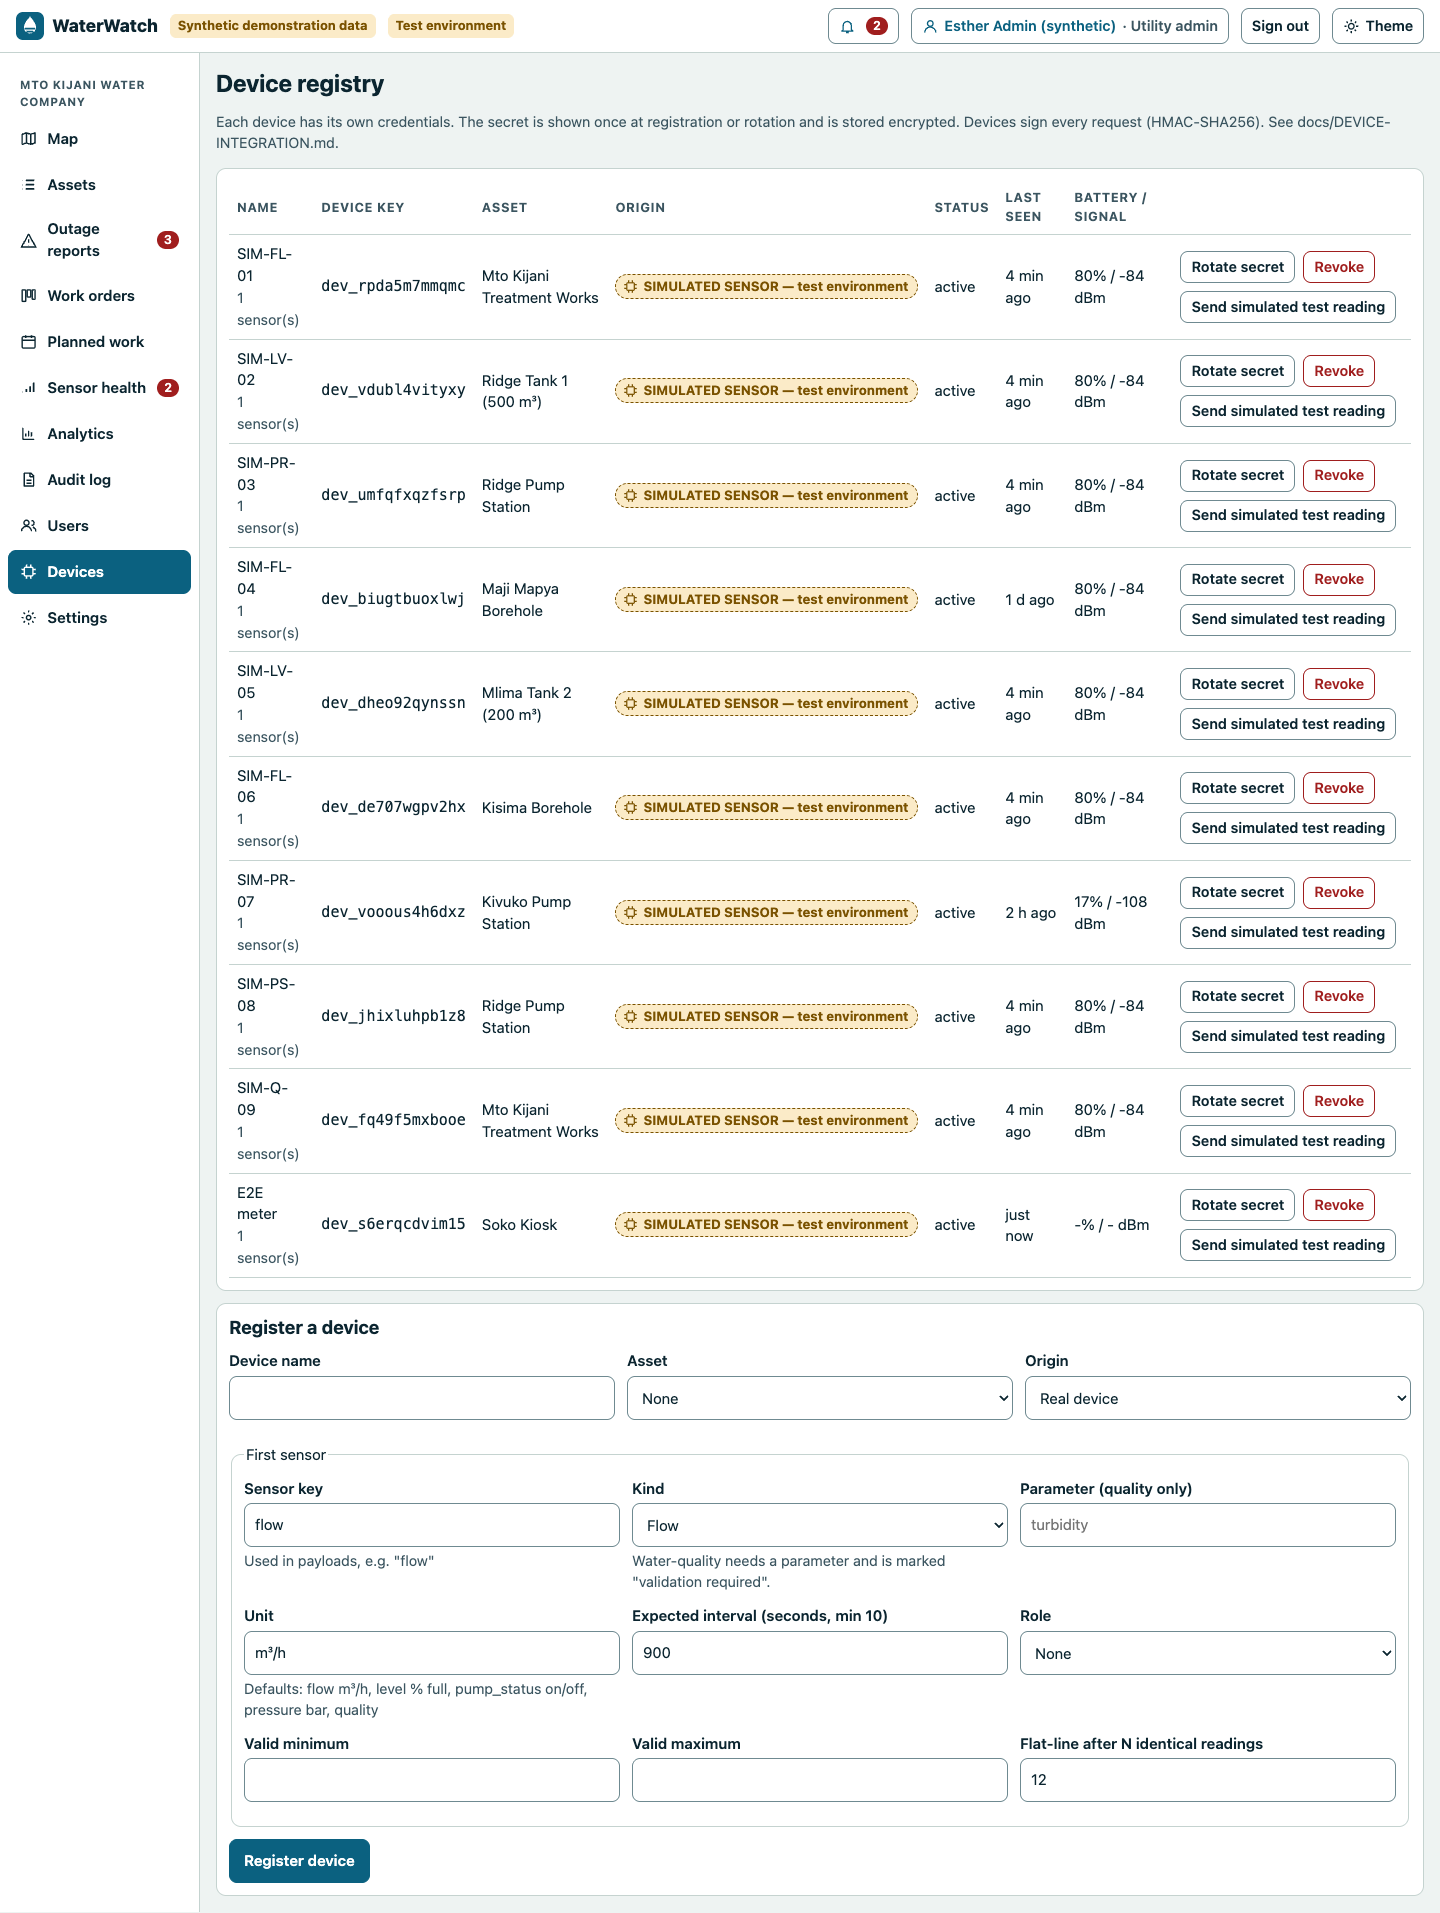 WaterWatch
Synthetic demonstration data
Test environment
2
Esther Admin (synthetic) · Utility admin
Sign out
Theme
MTO KIJANI WATER
COMPANY
Map
Assets
Outage
reports
3
Work orders
Planned work
Sensor health 2
Analytics
Audit log
Users
Devices
Settings
Device registry
Each device has its own credentials. The secret is shown once at registration or rotation and is stored encrypted. Devices sign every request (HMAC-SHA256). See docs/DEVICE-
INTEGRATION.md.
NAME DEVICE KEY ASSET ORIGIN STATUS LAST SEEN BATTERY / SIGNAL
SIM-FL-
01
1
sensor(s)
dev_rpda5m7mmqmc
Mto Kijani
Treatment Works
SIMULATED SENSOR — test environment
active
4 min
ago
80% / -84
dBm
Rotate secret Revoke
Send simulated test reading
SIM-LV-
02
1
sensor(s)
dev_vdubl4vityxy
Ridge Tank 1
(500 m³)
SIMULATED SENSOR — test environment
active
4 min
ago
80% / -84
dBm
Rotate secret Revoke
Send simulated test reading
SIM-PR-
03
1
sensor(s)
dev_umfqfxqzfsrp
Ridge Pump
Station
SIMULATED SENSOR — test environment
active
4 min
ago
80% / -84
dBm
Rotate secret Revoke
Send simulated test reading
SIM-FL-
04
1
sensor(s)
dev_biugtbuoxlwj
Maji Mapya
Borehole
SIMULATED SENSOR — test environment
active
1 d ago
80% / -84
dBm
Rotate secret Revoke
Send simulated test reading
SIM-LV-
05
1
sensor(s)
dev_dheo92qynssn
Mlima Tank 2
(200 m³)
SIMULATED SENSOR — test environment
active
4 min
ago
80% / -84
dBm
Rotate secret Revoke
Send simulated test reading
SIM-FL-
06
1
sensor(s)
dev_de707wgpv2hx
Kisima Borehole
SIMULATED SENSOR — test environment
active
4 min
ago
80% / -84
dBm
Rotate secret Revoke
Send simulated test reading
SIM-PR-
07
1
sensor(s)
dev_vooous4h6dxz
Kivuko Pump
Station
SIMULATED SENSOR — test environment
active
2 h ago
17% / -108
dBm
Rotate secret Revoke
Send simulated test reading
SIM-PS-
08
1
sensor(s)
dev_jhixluhpb1z8
Ridge Pump
Station
SIMULATED SENSOR — test environment
active
4 min
ago
80% / -84
dBm
Rotate secret Revoke
Send simulated test reading
SIM-Q-
09
1
sensor(s)
dev_fq49f5mxbooe
Mto Kijani
Treatment Works
SIMULATED SENSOR — test environment
active
4 min
ago
80% / -84
dBm
Rotate secret Revoke
Send simulated test reading
E2E
meter
1
sensor(s)
dev_s6erqcdvim15
Soko Kiosk
SIMULATED SENSOR — test environment
active
just
now
-% / - dBm
Rotate secret Revoke
Send simulated test reading
Register a device
Device name Asset Origin
None Real device
First sensor
Sensor key Kind Parameter (quality only)
flow Flow turbidity
Used in payloads, e.g. "flow"
Water-quality needs a parameter and is marked
"validation required".
Unit Expected interval (seconds, min 10) Role
m³/h 900 None
Defaults: flow m³/h, level % full, pump_status on/off,
pressure bar, quality
Valid minimum Valid maximum Flat-line after N identical readings
12
Register device